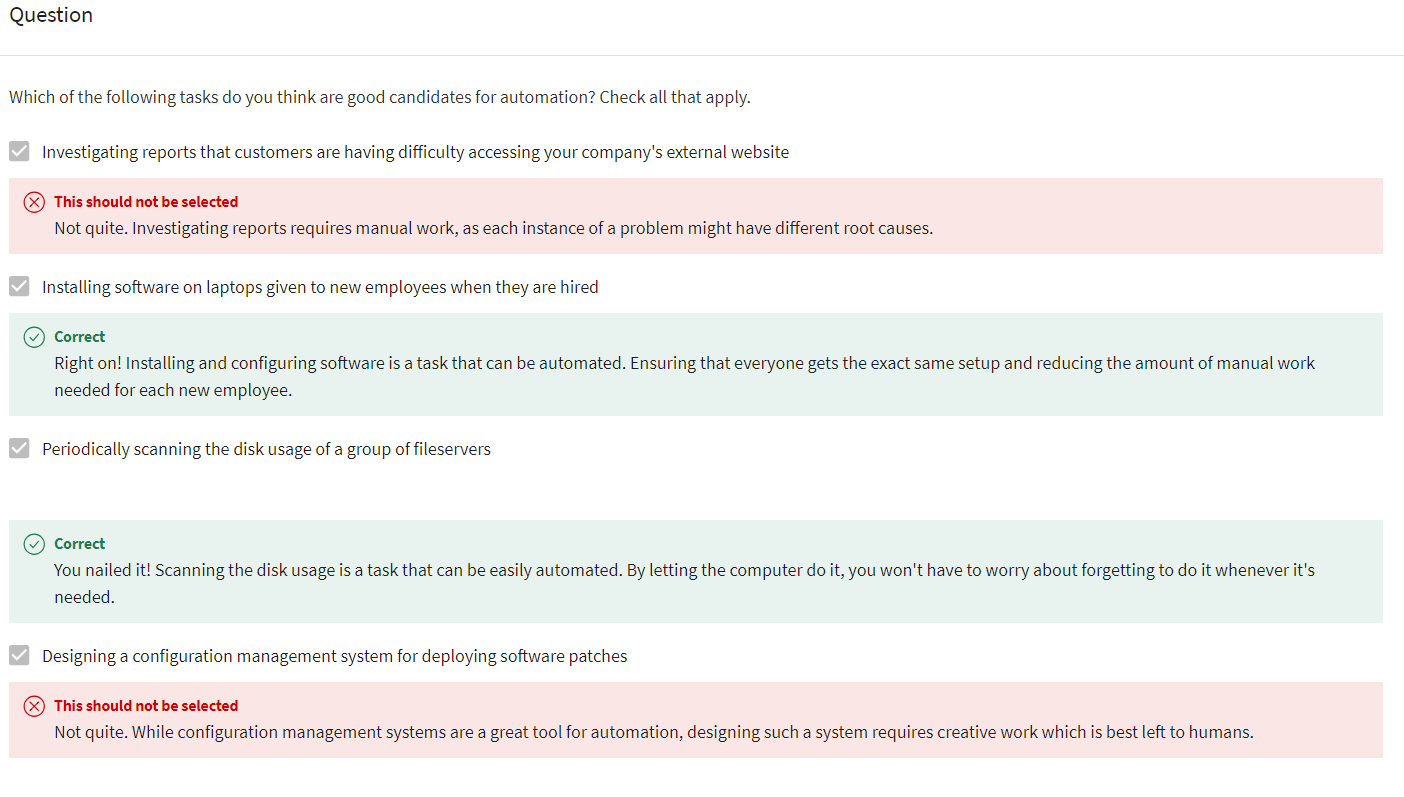 Question
Which of the following tasks do you think are good candidates for automation? Check all that apply.
Investigating reports that customers are having difficulty accessing your company's external website
This should not be selected
Not quite. Investigating reports requires manual work, as each instance of a problem might have different root causes.
Installing software on laptops given to new employees when they are hired
Correct
Right on! Installing and configuring software is a task that can be automated. Ensuring that everyone gets the exact same setup and reducing the amount of manual work
needed for each new employee.
Periodically scanning the disk usage of a group of fileservers
Correct
You nailed it! Scanning the disk usage is a task that can be easily automated. By letting the computer do it, you won't have to worry about forgetting to do it whenever it's
needed.
Designing a configuration management system for deploying software patches
This should not be selected
Not quite. While configuration management systems are a great tool for automation, designing such a system requires creative work which is best left to humans.